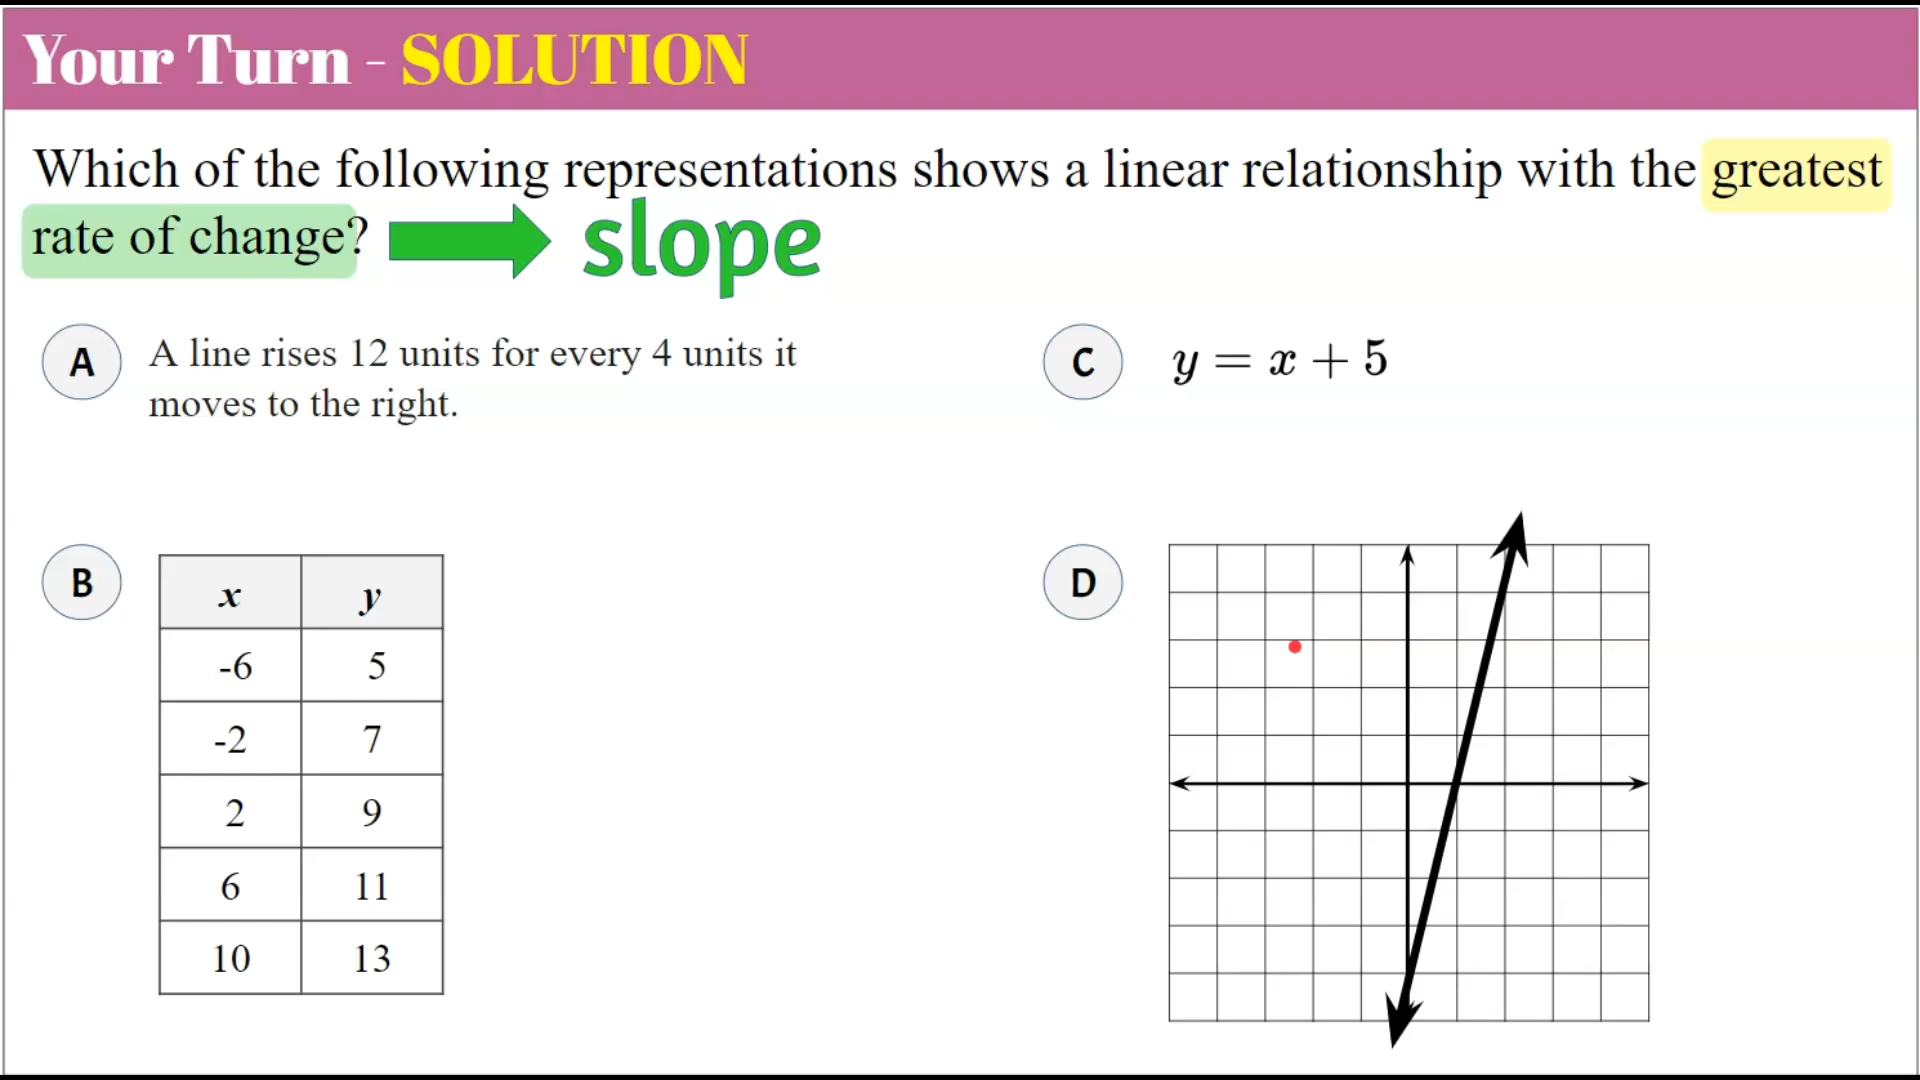 Your Turn - SOLUTION
Which of the following representations shows a linear relationship with the greatest
rate of change? slope
A A line rises 12 units for every 4 units it
moves to the right.
C y = x + 5
B
x y
-6 5
-2 7
2 9
6 11
10 13
D